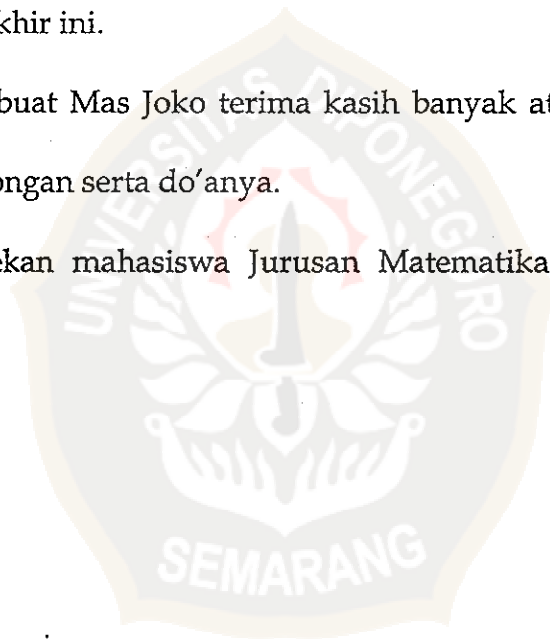 khir ini.
buat Mas Joko terima kasih banyak at
ongan serta do'anya.
ekan mahasiswa Jurusan Matematika
UNIVERSITAS DIPONEGORO
SEMARANG